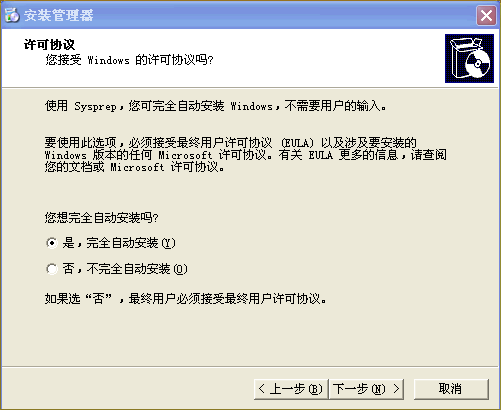 安装管理器
许可协议
您接受 Windows 的许可协议吗?
使用 Sysprep，您可完全自动安装 Windows，不需要用户的输入。
要使用此选项，必须接受最终用户许可协议 (EULA) 以及涉及要安装的
Windows 版本的任何 Microsoft 许可协议。有关 EULA 更多的信息，请查阅
您的文档或 Microsoft 许可协议。
您想完全自动安装吗?
是，完全自动安装(Y)
否，不完全自动安装(O)
如果选“否”，最终用户必须接受最终用户许可协议。
< 上一步(B) 下一步(N) > 取消